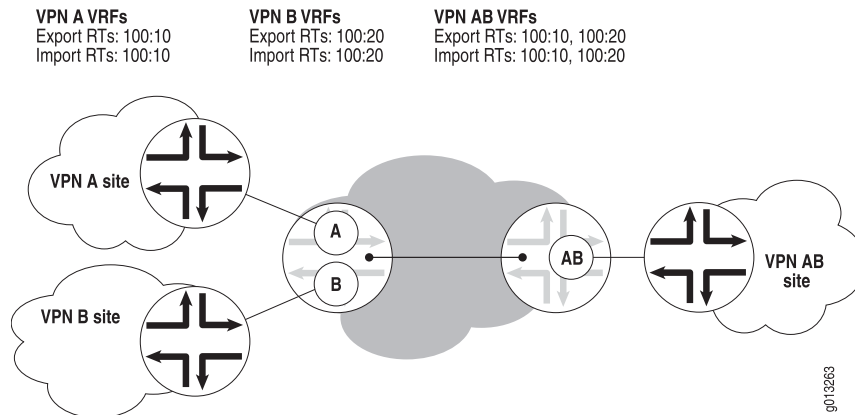 VPN A VRFs
Export RTs: 100:10
Import RTs: 100:10
VPN B VRFs
Export RTs: 100:20
Import RTs: 100:20
VPN AB VRFs
Export RTs: 100:10, 100:20
Import RTs: 100:10, 100:20
VPN A site
A
B
VPN B site
AB
VPN AB
site
g013263